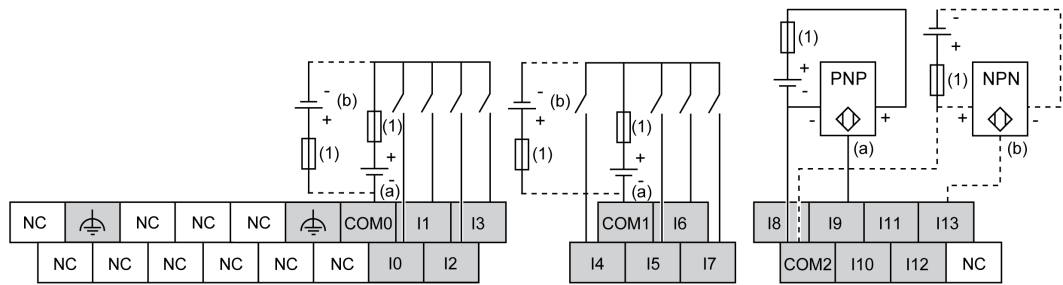 (1) - PNP + - (1) + NPN -
- (b) + (1) (1) + - (a)
- (b) + (1) (1) + - (a)
+ - - + (a) + - (b)
NC NC NC NC COM0 I1 I3 COM1 I6 I8 I9 I11 I13
NC NC NC NC NC NC I0 I2 I4 I5 I7 COM2 I10 I12 NC